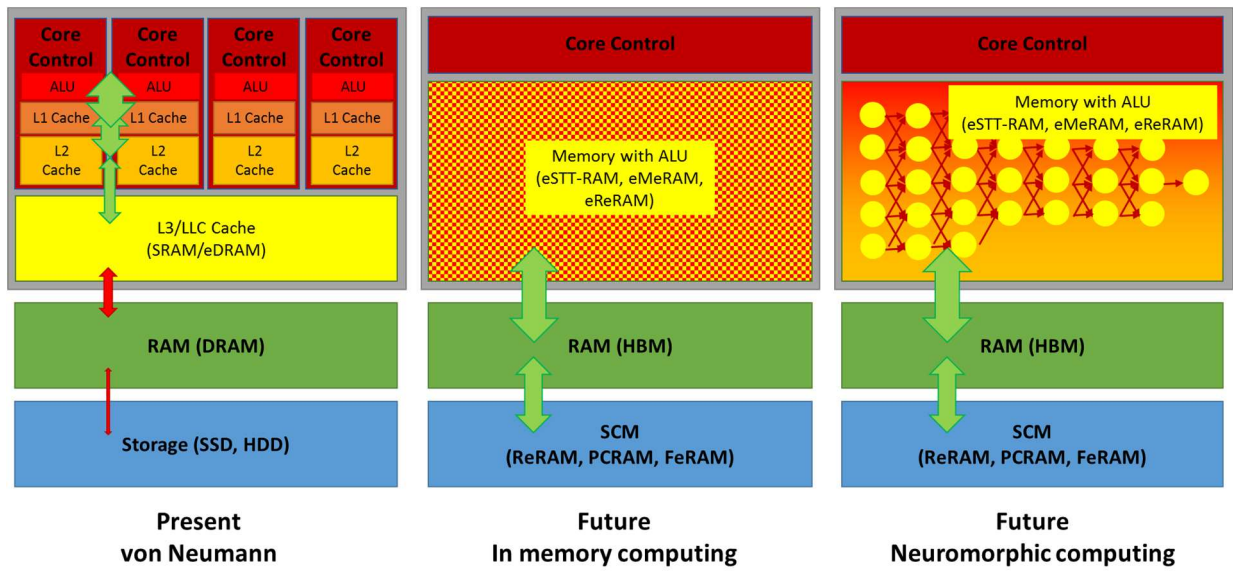 Core
Control
ALU
L1 Cache
L2
Cache
Core
Control
ALU
L1 Cache
L2
Cache
Core
Control
ALU
L1 Cache
L2
Cache
Core
Control
ALU
L1 Cache
L2
Cache
L3/LLC Cache
(SRAM/eDRAM)
RAM (DRAM)
Storage (SSD, HDD)
Present
von Neumann
Core Control
Memory with ALU
(eSTT-RAM, eMeRAM,
eReRAM)
RAM (HBM)
SCM
(ReRAM, PCRAM, FeRAM)
Future
In memory computing
Core Control
Memory with ALU
(eSTT-RAM, eMeRAM, eReRAM)
RAM (HBM)
SCM
(ReRAM, PCRAM, FeRAM)
Future
Neuromorphic computing